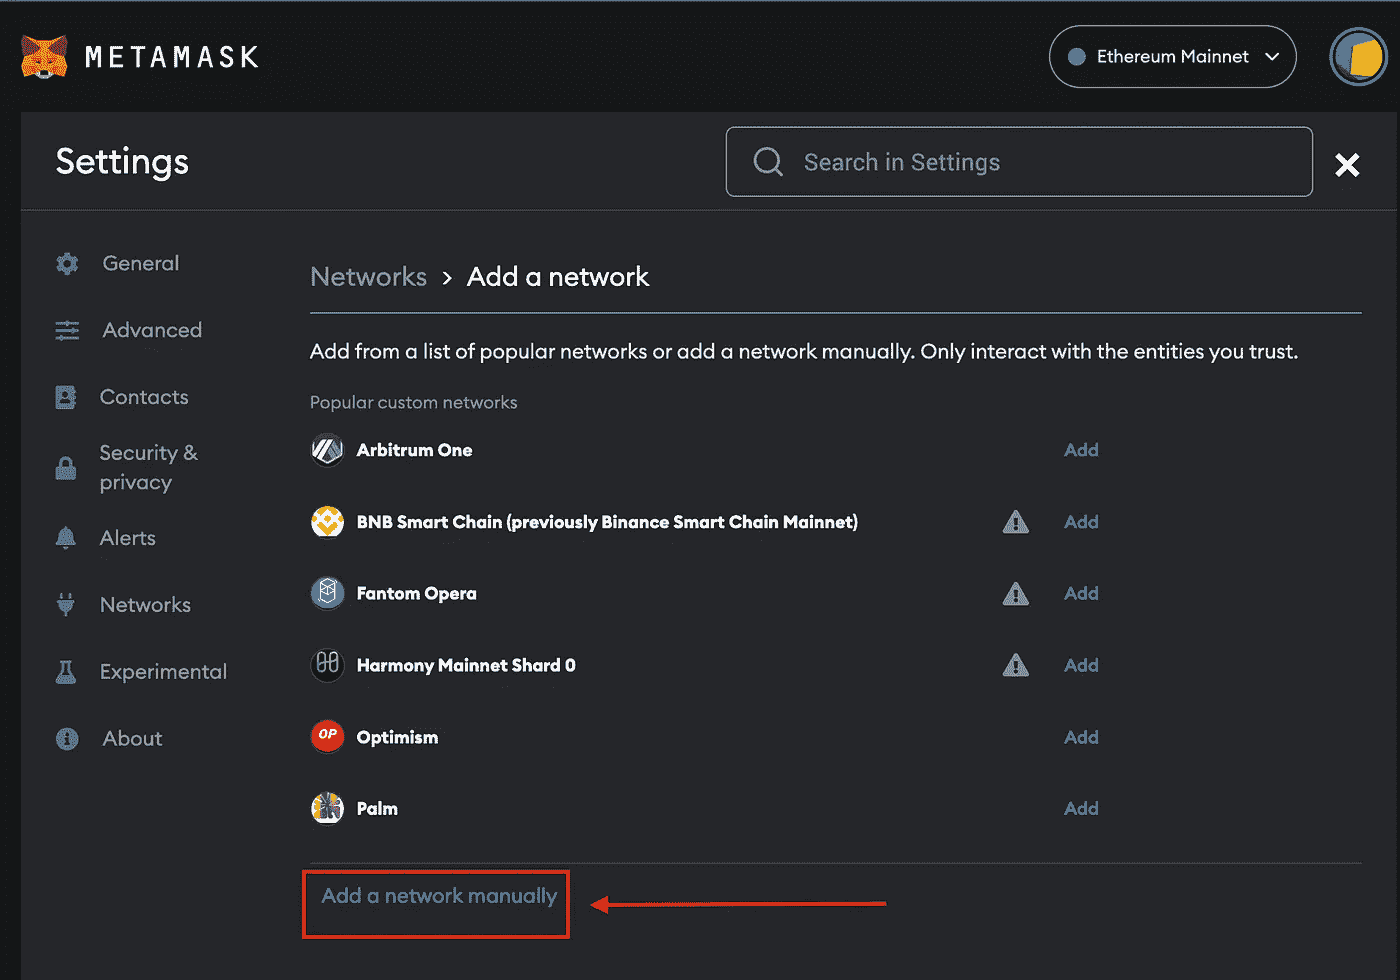 METAMASK
Ethereum Mainnet
Settings
Search in Settings
General
Advanced
Contacts
Security &
privacy
Alerts
Networks
Experimental
About
Networks > Add a network
Add from a list of popular networks or add a network manually. Only interact with the entities you trust.
Popular custom networks
Arbitrum One Add
BNB Smart Chain (previously Binance Smart Chain Mainnet) Add
Fantom Opera Add
Harmony Mainnet Shard 0 Add
OP Optimism Add
Palm Add
Add a network manually